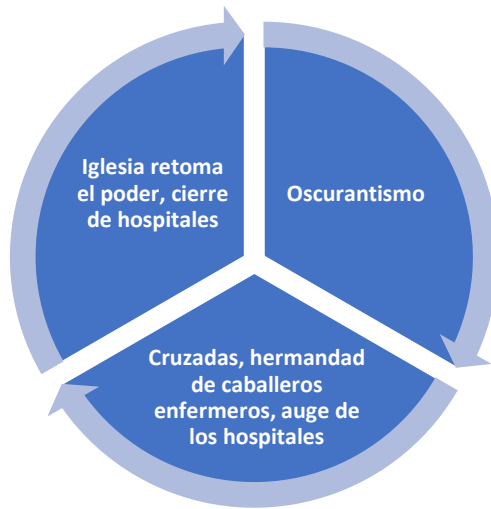 Iglesia retoma
el poder, cierre
de hospitales
Oscurantismo
Cruzadas, hermandad
de caballeros
enfermeros, auge de
los hospitales